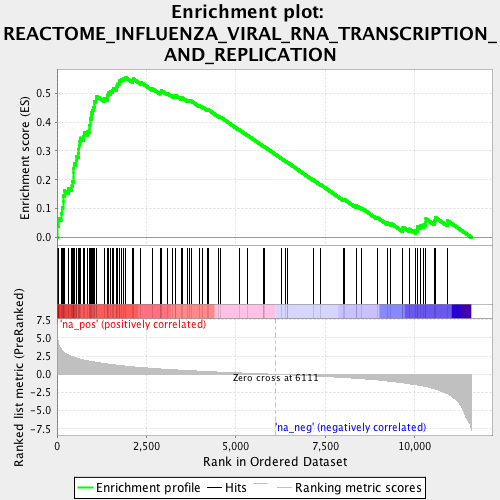 Enrichment plot:
REACTOME_INFLUENZA_VIRAL_RNA_TRANSCRIPTION_
AND_REPLICATION
Enrichment score (ES)
0.5
0.4
0.3
0.2
0.1
0.0
Ranked list metric (PreRanked)
7.5
5.0
2.5
0.0
-2.5
-5.0
-7.5
'na_pos' (positively correlated)
Zero cross at 6111
'na_neg' (negatively correlated)
0
2,500
5,000
7,500
10,000
Rank in Ordered Dataset
Enrichment profile
Hits
Ranking metric scores